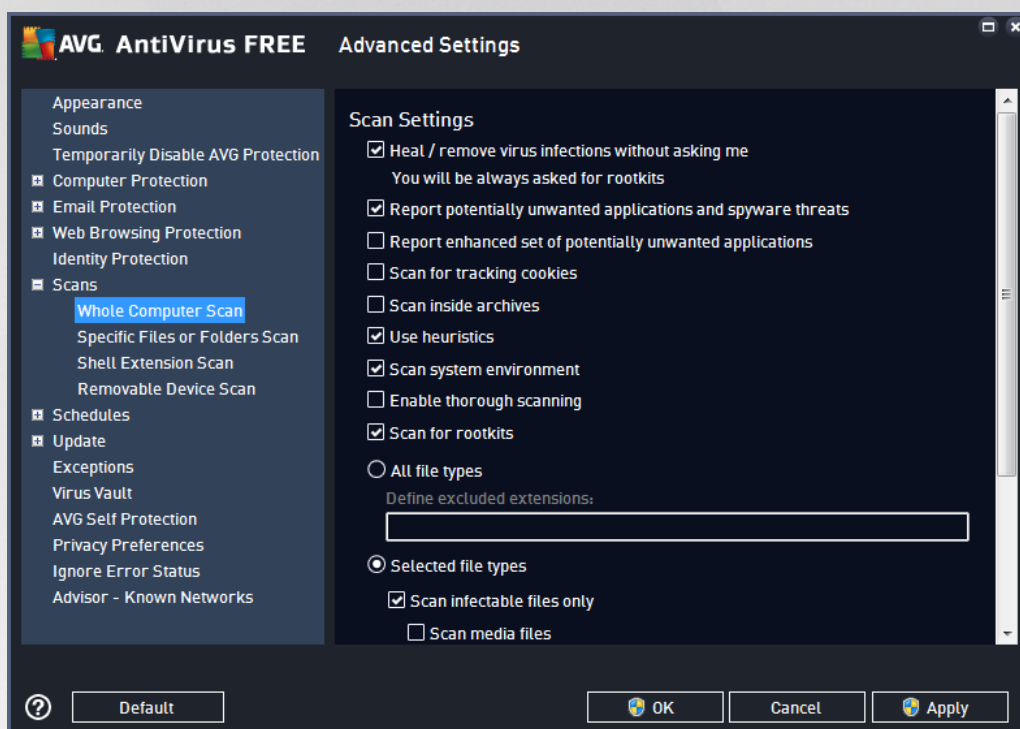 AVG. AntiVirus FREE
Advanced Settings
Appearance
Sounds
Temporarily Disable AVG Protection
Computer Protection
Email Protection
Web Browsing Protection
Identity Protection
Scans
Whole Computer Scan
Specific Files or Folders Scan
Shell Extension Scan
Removable Device Scan
Schedules
Update
Exceptions
Virus Vault
AVG Self Protection
Privacy Preferences
Ignore Error Status
Advisor - Known Networks
Scan Settings
Heal / remove virus infections without asking me
You will be always asked for rootkits
Report potentially unwanted applications and spyware threats
Report enhanced set of potentially unwanted applications
Scan for tracking cookies
Scan inside archives
Use heuristics
Scan system environment
Enable thorough scanning
Scan for rootkits
All file types
Define excluded extensions:
Selected file types
Scan infectable files only
Scan media files
? Default
OK
Cancel
Apply